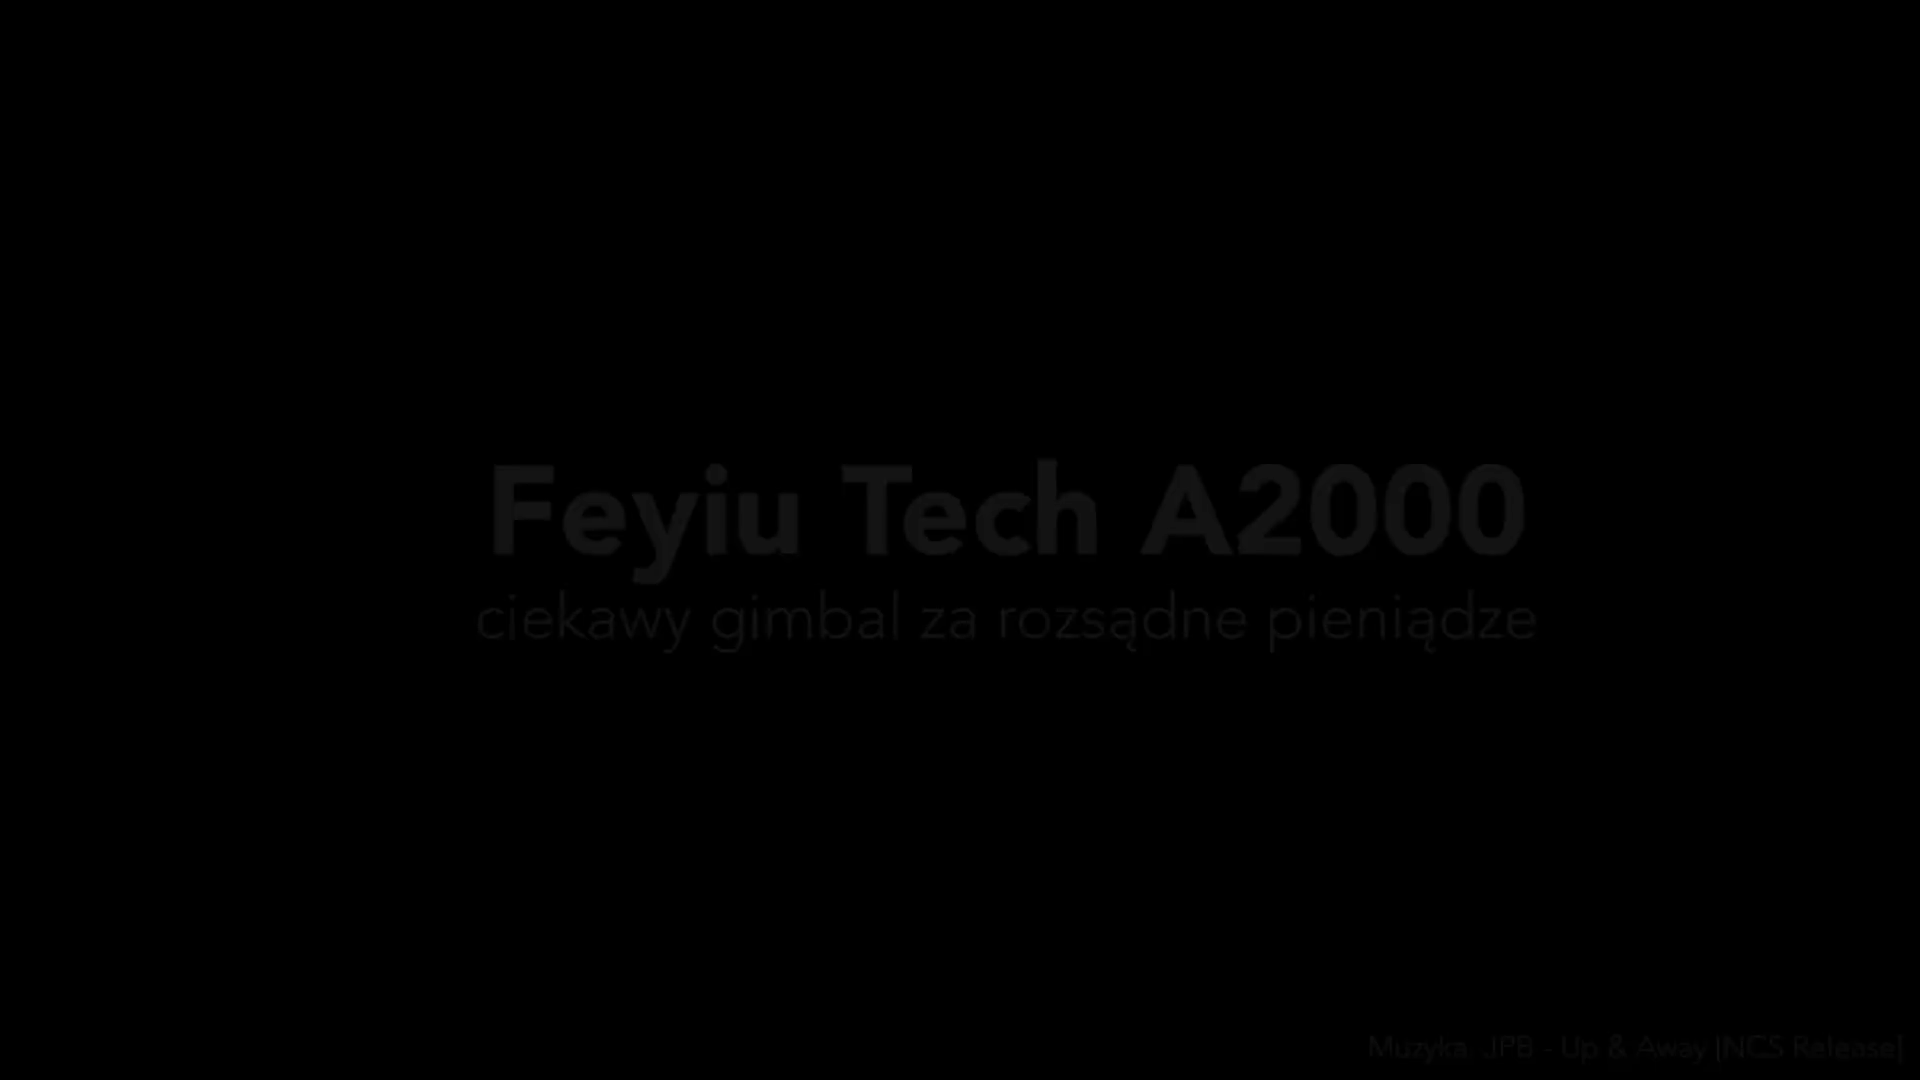 Feyiu Tech A2000
ciekawy gimbal za rozsądne pieniądze
Muzyka: JPB - Up & Away [NCS Release]